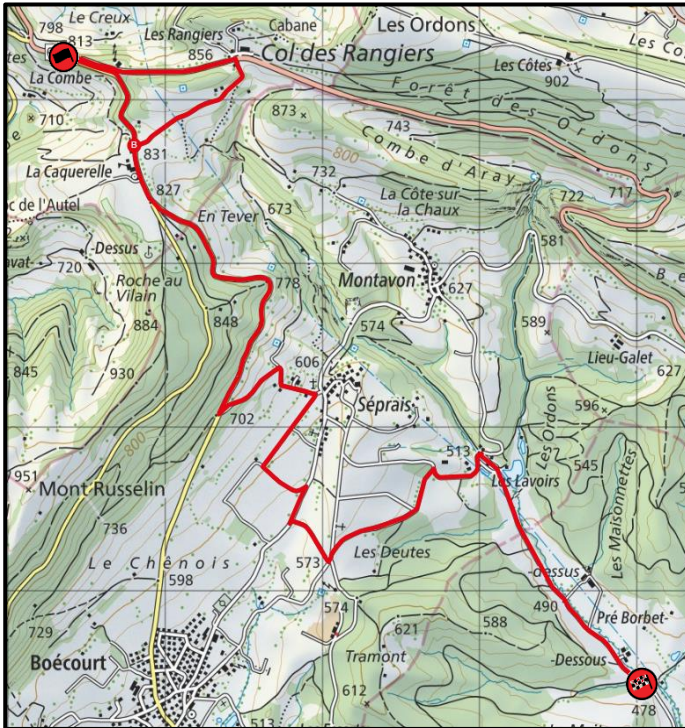 798
Le Creux
Les Rangiers
Cabane
Les Ordons
813
856
Col des Rangiers
Les Côtes
902
La Combe
710
873
743
Forêt des Ordons
Combe d'Aray
800
B
831
La Caquerelle
827
732
717
La Côte sur
la Chaux
722
c de l'Autel
En Tever
673
581
-Dessus
720
Roche au
Vilain
778
Montavon
627
884
848
574
589
Lieu-Galet
845
930
606
627
Séprais
596
702
Les Ordons
513
545
Les Maisonnettes
951
Mont Russelin
Les Lavoirs
800
736
Le Chênois
598
573
Les Deutes
-dessus
490
588
Pré Borbet-
574
621
729
Boécourt
Tramont
-Dessous
612
478
513